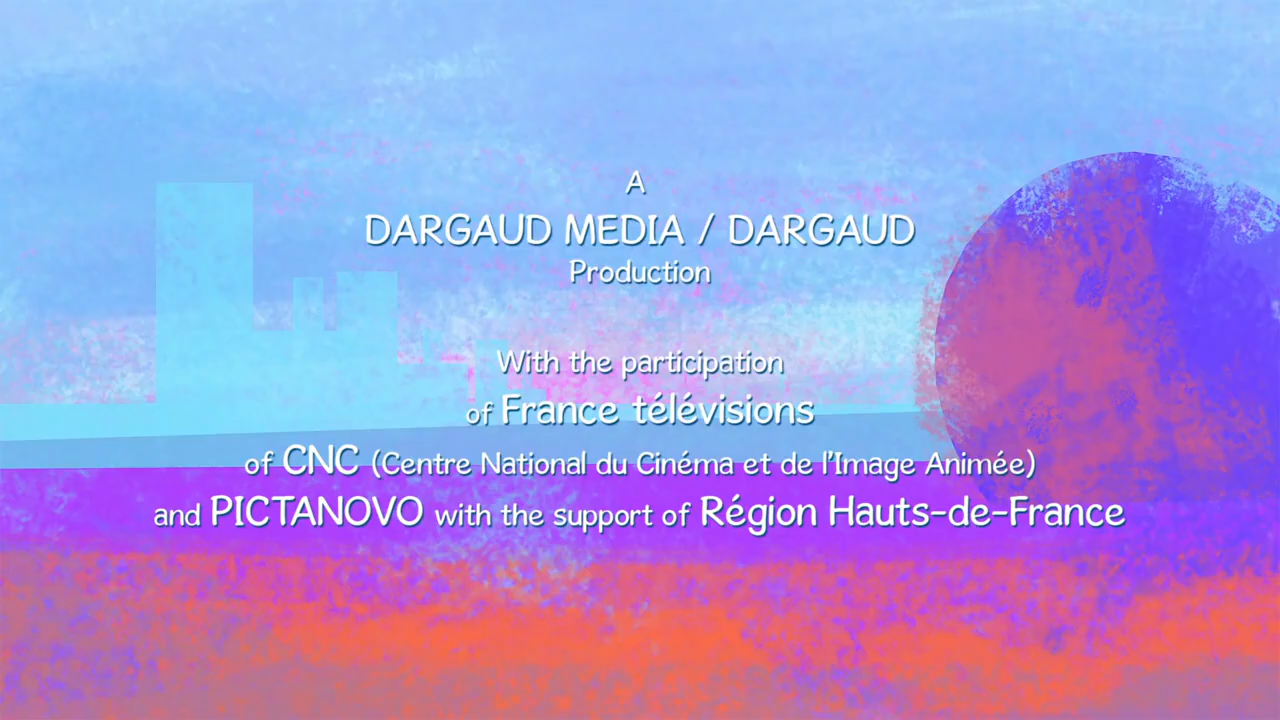 A
DARGAUD MEDIA / DARGAUD
Production
With the participation
of France télévisions
of CNC (Centre National du Cinéma et de l'Image Animée)
and PICTANOVO with the support of Région Hauts-de-France